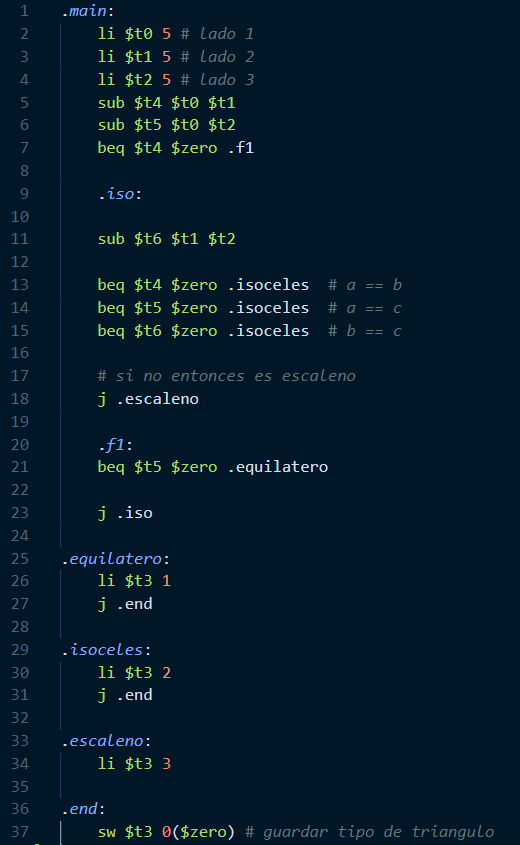 1 .main:
2 li $t0 5 # lado 1
3 li $t1 5 # lado 2
4 li $t2 5 # lado 3
5 sub $t4 $t0 $t1
6 sub $t5 $t0 $t2
7 beq $t4 $zero .f1
8
9 .iso:
10
11 sub $t6 $t1 $t2
12
13 beq $t4 $zero .isoceles # a == b
14 beq $t5 $zero .isoceles # a == c
15 beq $t6 $zero .isoceles # b == c
16
17 # si no entonces es escaleno
18 j .escaleno
19
20 .f1:
21 beq $t5 $zero .equilatero
22
23 j .iso
24
25 .equilatero:
26 li $t3 1
27 j .end
28
29 .isoceles:
30 li $t3 2
31 j .end
32
33 .escaleno:
34 li $t3 3
35
36 .end:
37 sw $t3 0($zero) # guardar tipo de triangulo